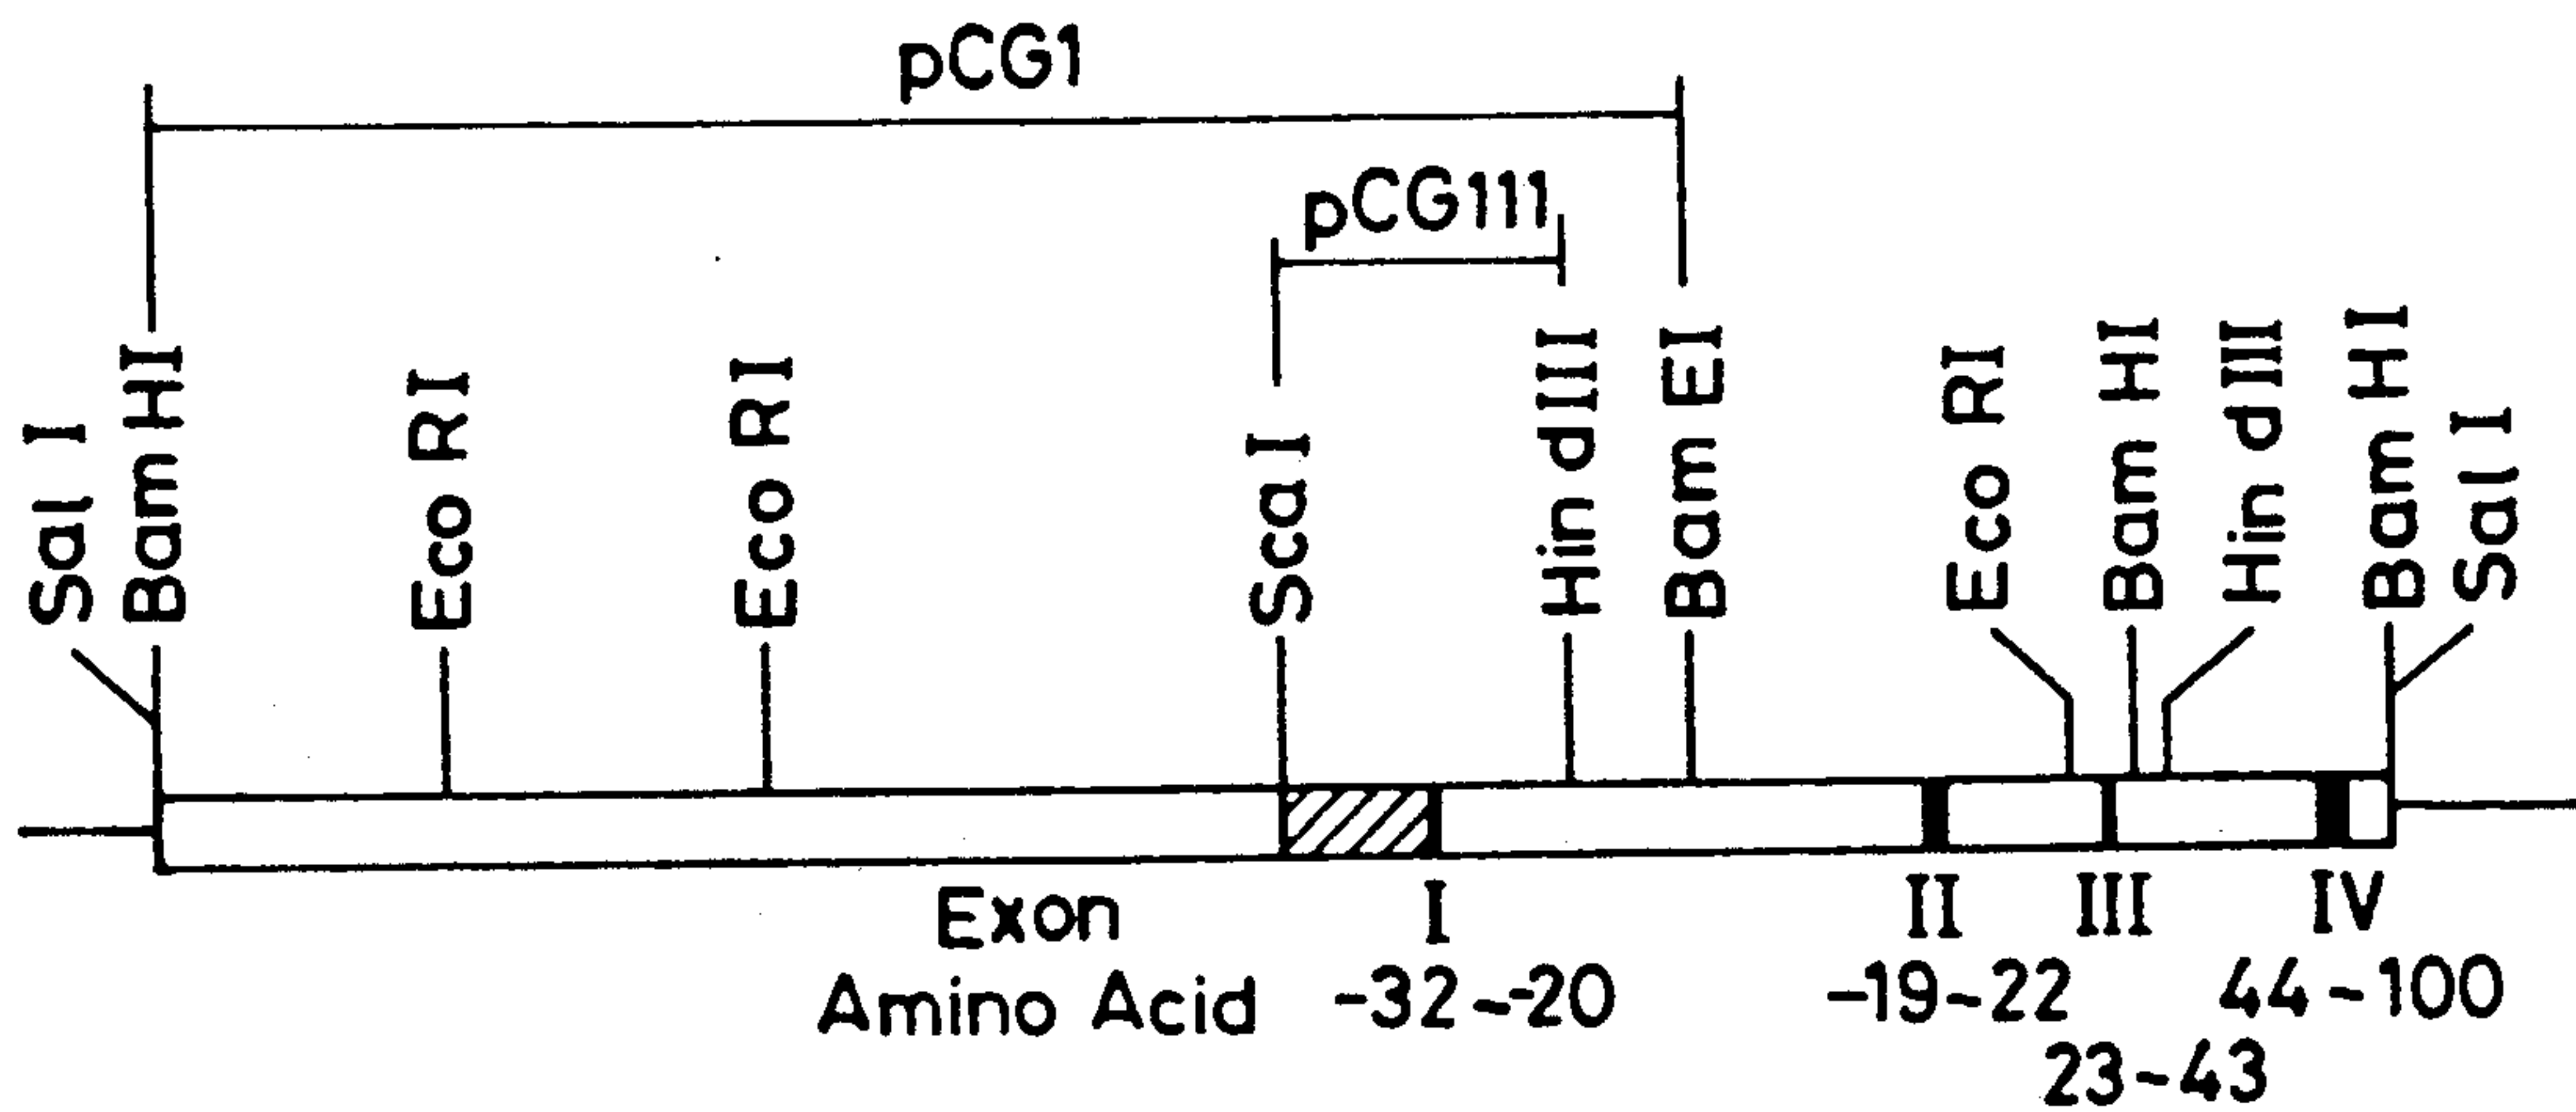 pCG1
pCG111
Sal I
Bam HI
Eco RI
Eco RI
Sca I
Hin dIII
Bam EI
Eco RI
Bam HI
Hin dIII
Bam HI
Sal I
Exon I II III IV
Amino Acid -32~-20 -19~22 44~100
23~43